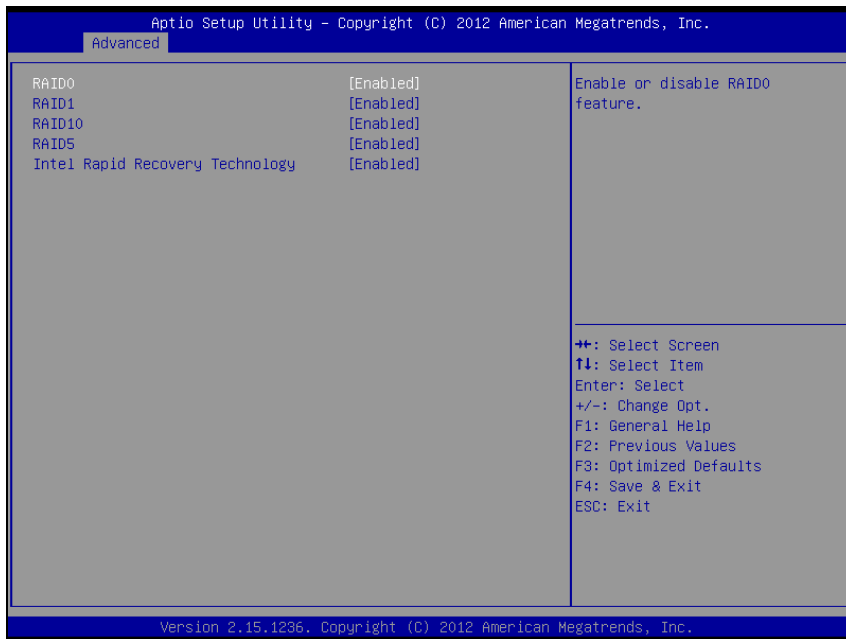 Aptio Setup Utility – Copyright (C) 2012 American Megatrends, Inc.
Advanced
RAID0 [Enabled]
RAID1 [Enabled]
RAID10 [Enabled]
RAID5 [Enabled]
Intel Rapid Recovery Technology [Enabled]
Enable or disable RAID0
feature.
→←: Select Screen
↑↓: Select Item
Enter: Select
+/-: Change Opt.
F1: General Help
F2: Previous Values
F3: Optimized Defaults
F4: Save & Exit
ESC: Exit
Version 2.15.1236. Copyright (C) 2012 American Megatrends, Inc.